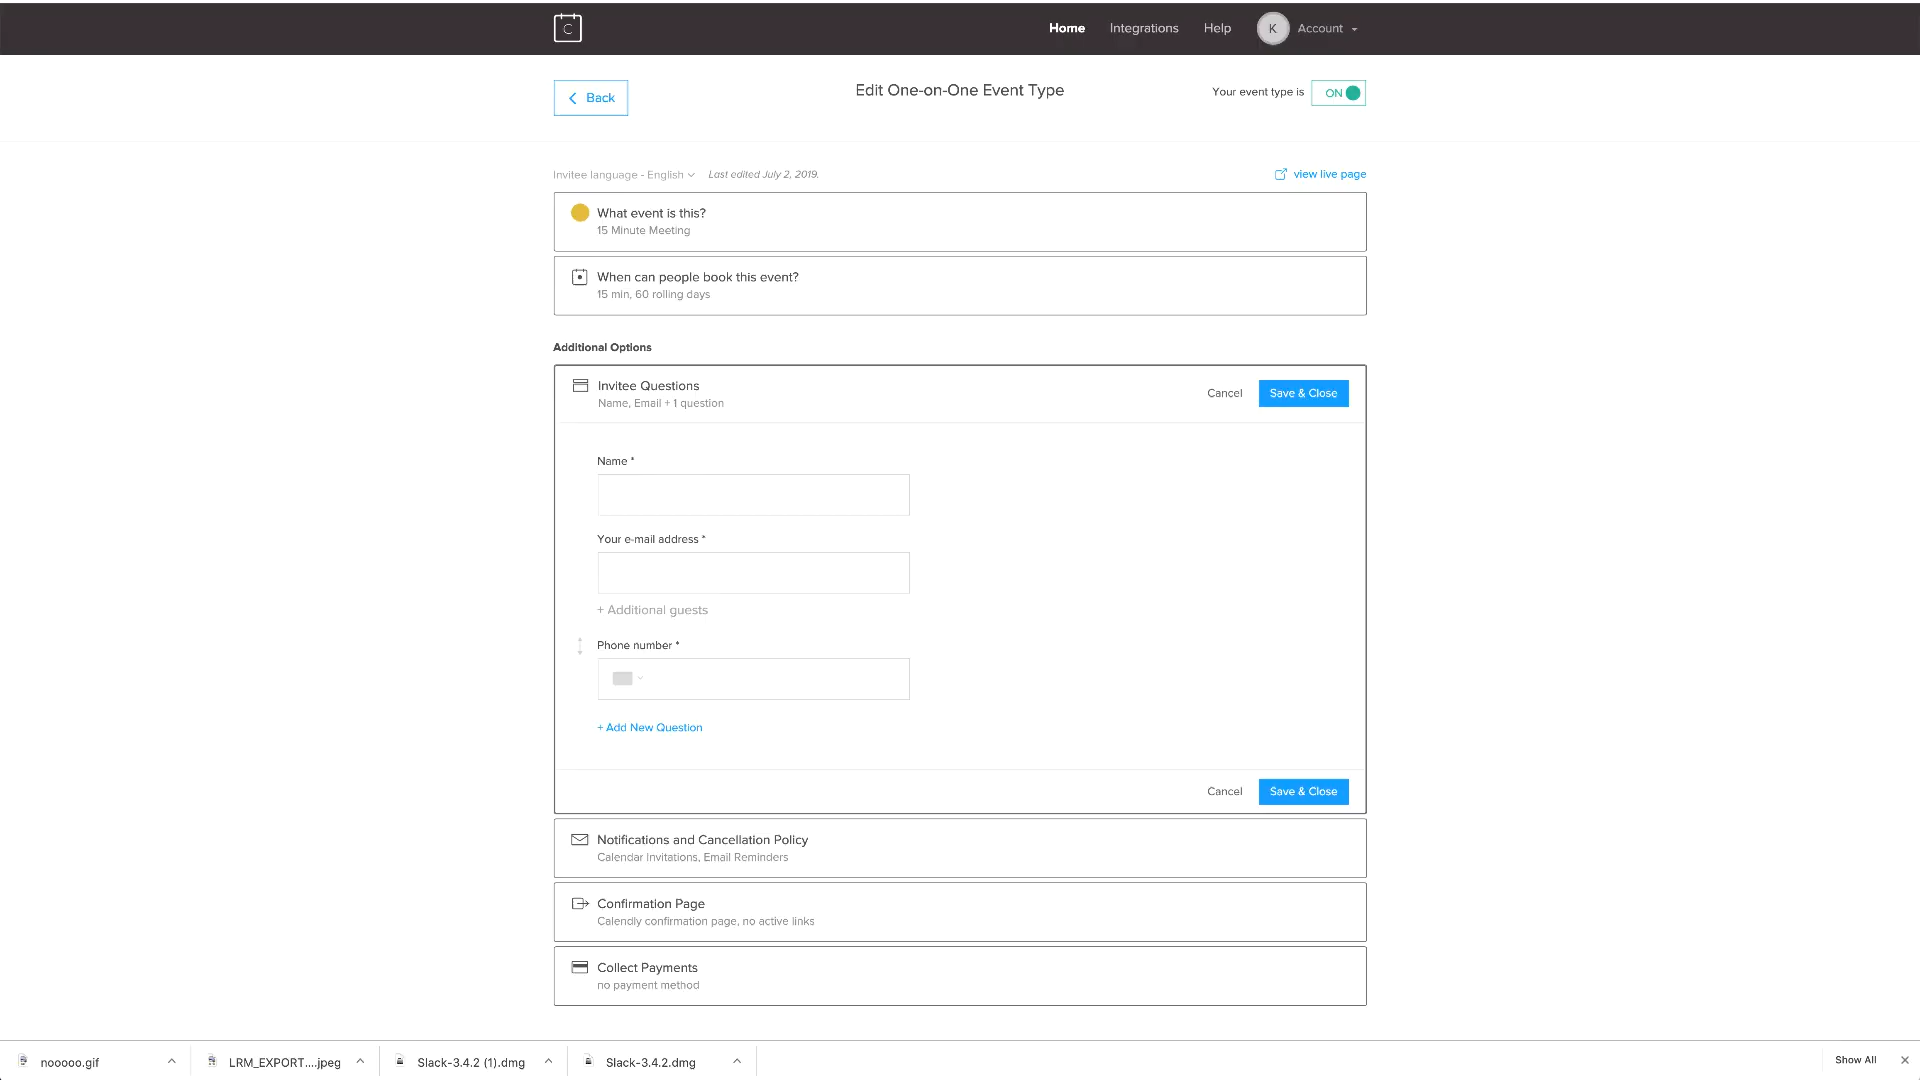 C
Home
Integrations
Help
K
Account
Back
Edit One-on-One Event Type
Your event type is
ON
Invitee language - English
Last edited July 2, 2019.
view live page
What event is this?
15 Minute Meeting
When can people book this event?
15 min, 60 rolling days
Additional Options
Invitee Questions
Name, Email + 1 question
Cancel
Save & Close
Name *
Your e-mail address *
+ Additional guests
Phone number *
+ Add New Question
Cancel
Save & Close
Notifications and Cancellation Policy
Calendar Invitations, Email Reminders
Confirmation Page
Calendly confirmation page, no active links
Collect Payments
no payment method
nooooo.gif
LRM_EXPORT....jpeg
Slack-3.4.2 (1).dmg
Slack-3.4.2.dmg
Show All